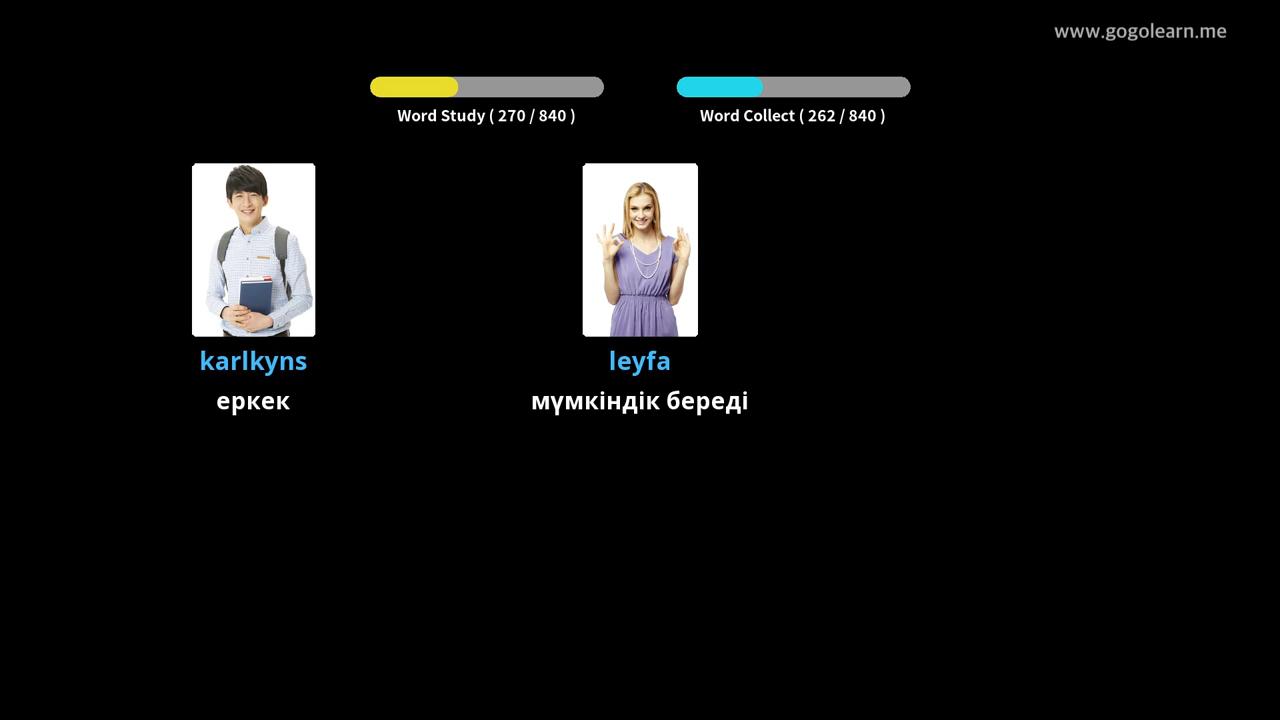 www.gogolearn.me
Word Study ( 270 / 840 )
Word Collect ( 262 / 840 )
karlkyns
еркек
leyfa
мүмкіндік береді